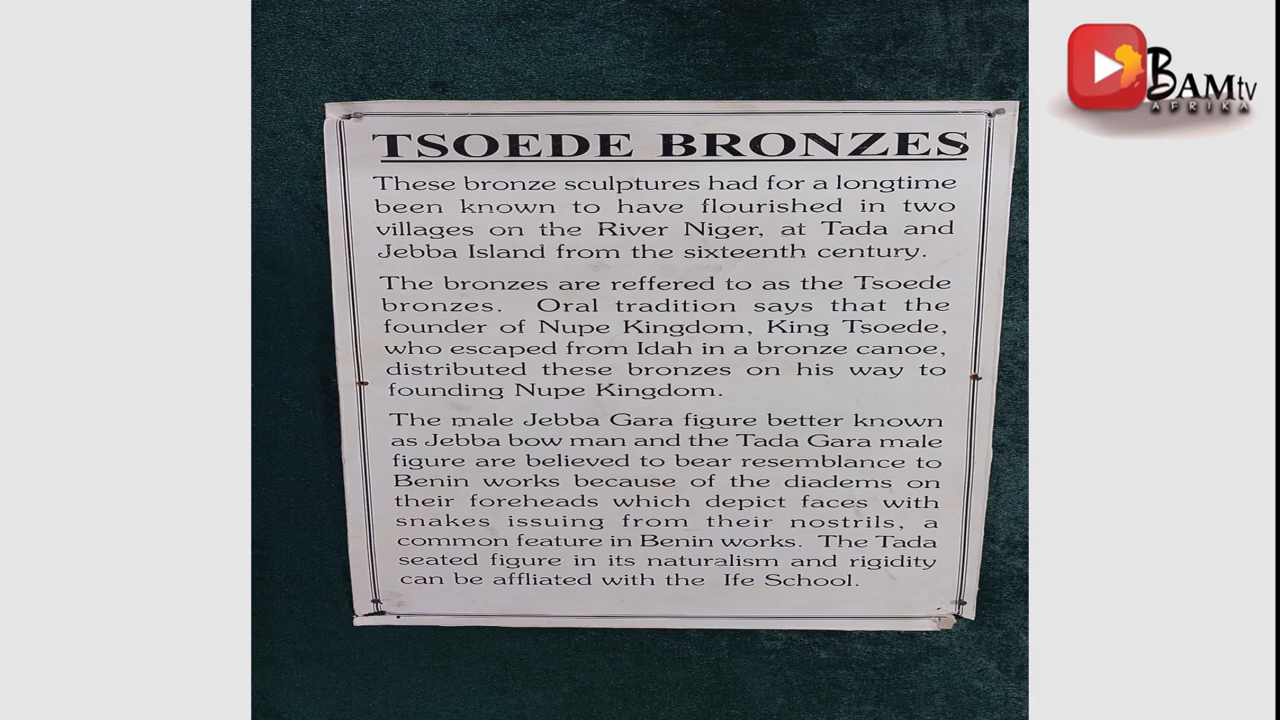 TSOEDE BRONZES
These bronze sculptures had for a longtime
been known to have flourished in two
villages on the River Niger, at Tada and
Jebba Island from the sixteenth century.
The bronzes are reffered to as the Tsoede
bronzes. Oral tradition says that the
founder of Nupe Kingdom, King Tsoede,
who escaped from Idah in a bronze canoe,
distributed these bronzes on his way to
founding Nupe Kingdom.
The male Jebba Gara figure better known
as Jebba bow man and the Tada Gara male
figure are believed to bear resemblance to
Benin works because of the diadems on
their foreheads which depict faces with
snakes issuing from their nostrils, a
common feature in Benin works. The Tada
seated figure in its naturalism and rigidity
can be affliated with the Ife School.
BAMtv
AFRIKA